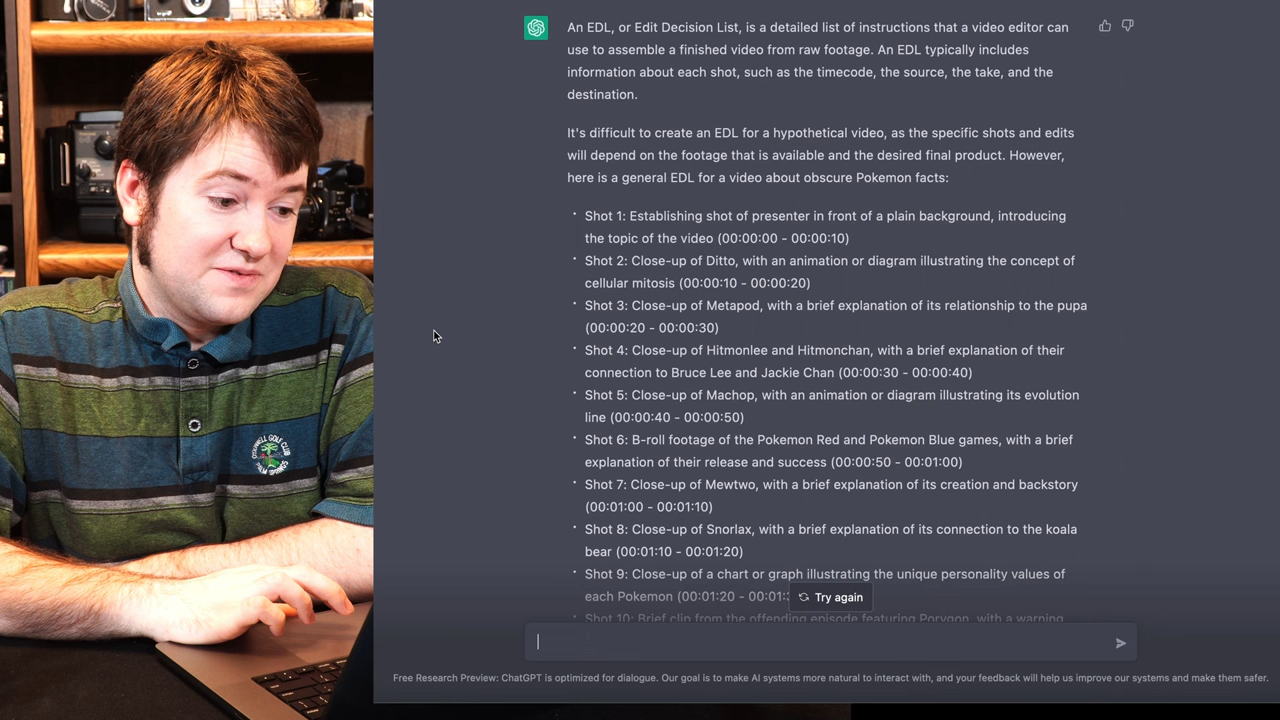 An EDL, or Edit Decision List, is a detailed list of instructions that a video editor can
use to assemble a finished video from raw footage. An EDL typically includes
information about each shot, such as the timecode, the source, the take, and the
destination.
It's difficult to create an EDL for a hypothetical video, as the specific shots and edits
will depend on the footage that is available and the desired final product. However,
here is a general EDL for a video about obscure Pokemon facts:
• Shot 1: Establishing shot of presenter in front of a plain background, introducing
the topic of the video (00:00:00 - 00:00:10)
• Shot 2: Close-up of Ditto, with an animation or diagram illustrating the concept of
cellular mitosis (00:00:10 - 00:00:20)
• Shot 3: Close-up of Metapod, with a brief explanation of its relationship to the pupa
(00:00:20 - 00:00:30)
• Shot 4: Close-up of Hitmonlee and Hitmonchan, with a brief explanation of their
connection to Bruce Lee and Jackie Chan (00:00:30 - 00:00:40)
• Shot 5: Close-up of Machop, with an animation or diagram illustrating its evolution
line (00:00:40 - 00:00:50)
• Shot 6: B-roll footage of the Pokemon Red and Pokemon Blue games, with a brief
explanation of their release and success (00:00:50 - 00:01:00)
• Shot 7: Close-up of Mewtwo, with a brief explanation of its creation and backstory
(00:01:00 - 00:01:10)
• Shot 8: Close-up of Snorlax, with a brief explanation of its connection to the koala
bear (00:01:10 - 00:01:20)
• Shot 9: Close-up of a chart or graph illustrating the unique personality values of
each Pokemon (00:01:20 - 00:01:
Try again
Shot 10: Brief clip from the offending episode featuring Porygon, with a warning
Free Research Preview: ChatGPT is optimized for dialogue. Our goal is to make AI systems more natural to interact with, and your feedback will help us improve our systems and make them safer.
GOLF CLUB
PALM SPRINGS